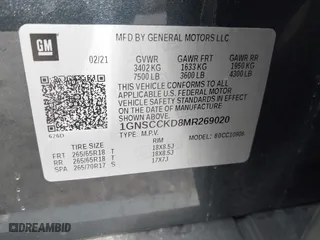 GM
MFD BY GENERAL MOTORS LLC
02/21 GVWR GAWR FRT GAWR RR
3402 KG 1633 KG 1950 KG
7500 LB 3600 LB 4300 LB
THIS VEHICLE CONFORMS TO ALL
APPLICABLE U.S. FEDERAL MOTOR
VEHICLE SAFETY
STANDARDS IN EFFECT ON THE DATE OF
MANUFACTURE SHOWN ABOVE.
1GNSCCKD8MR269020
TYPE: M.P.V. MODEL:
TIRE SIZE RIM
FRT 265/65R18 T 18X8.5J
RR 265/65R18 T 18X8.5J
SPA 265/70R17 S 17X7J
DEALERSHIP.CLUB